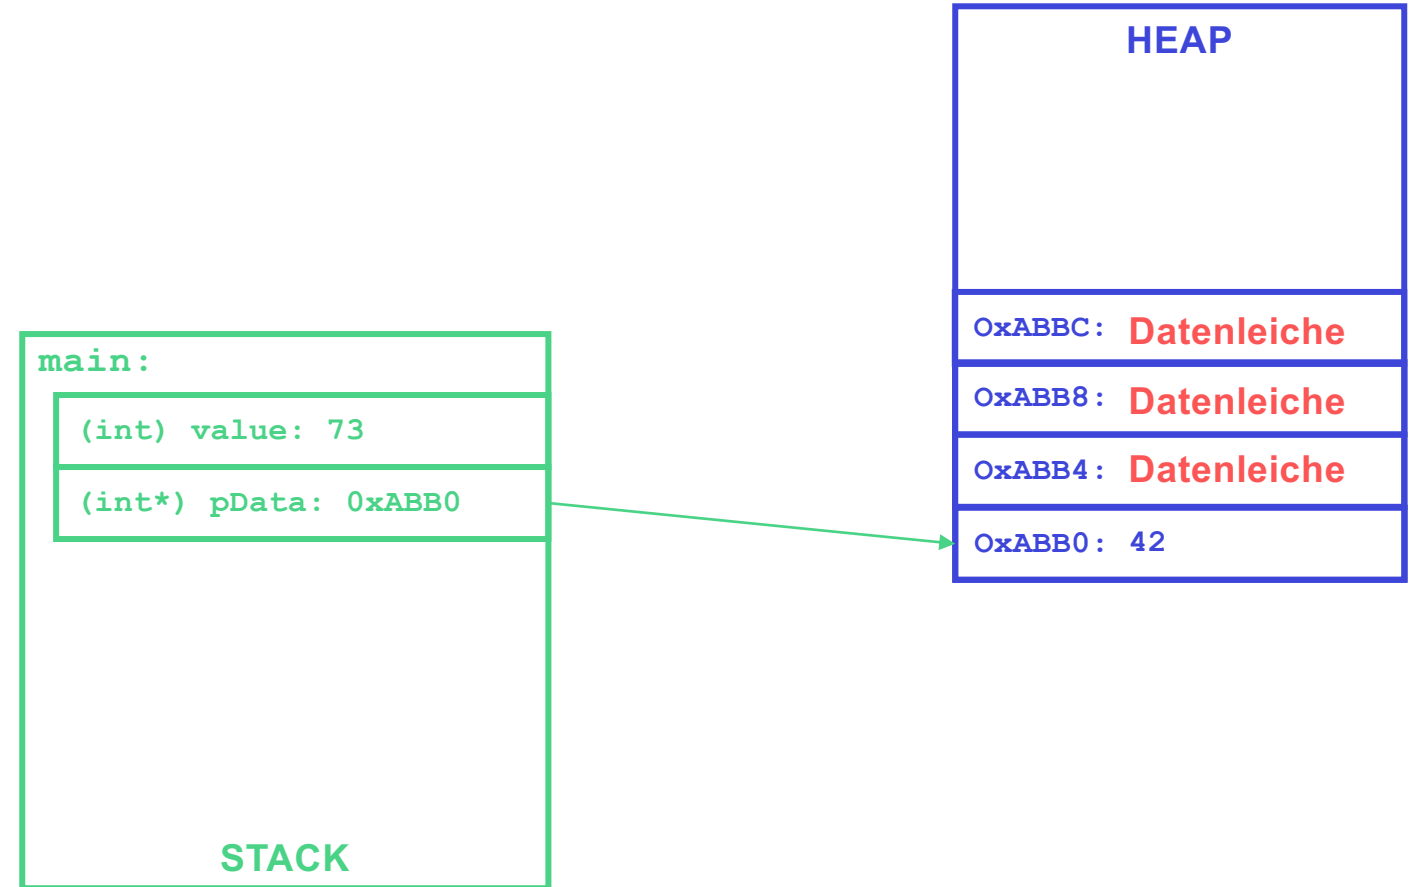 HEAP
OxABBC: Datenleiche
OxABB8: Datenleiche
OxABB4: Datenleiche
OxABB0: 42
main:
(int) value: 73
(int*) pData: 0xABB0
STACK